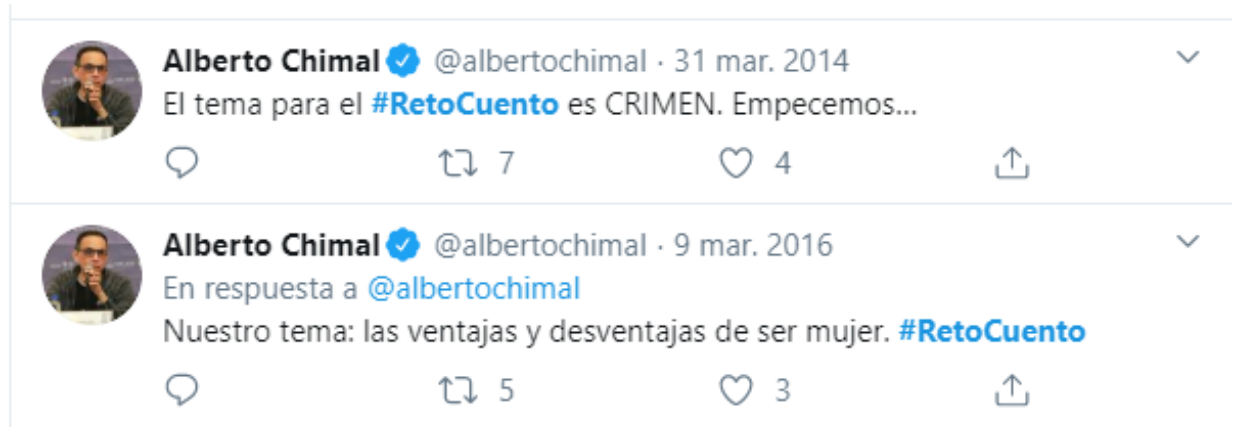 Alberto Chimal @albertochimal · 31 mar. 2014
El tema para el #RetoCuento es CRIMEN. Empecemos...
7 4
Alberto Chimal @albertochimal · 9 mar. 2016
En respuesta a @albertochimal
Nuestro tema: las ventajas y desventajas de ser mujer. #RetoCuento
5 3